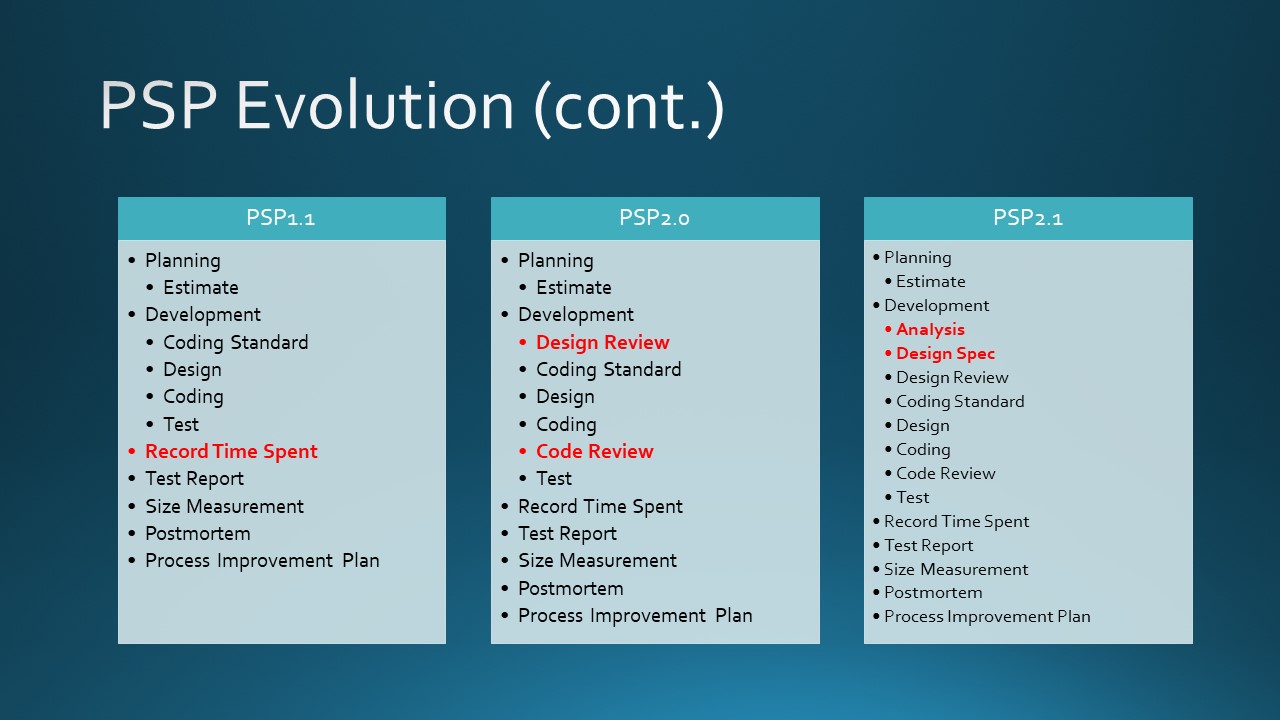 PSP Evolution (cont.)
PSP1.1
• Planning
• Estimate
• Development
• Coding Standard
• Design
• Coding
• Test
• Record Time Spent
• Test Report
• Size Measurement
• Postmortem
• Process Improvement Plan
PSP2.0
• Planning
• Estimate
• Development
• Design Review
• Coding Standard
• Design
• Coding
• Code Review
• Test
• Record Time Spent
• Test Report
• Size Measurement
• Postmortem
• Process Improvement Plan
PSP2.1
• Planning
• Estimate
• Development
• Analysis
• Design Spec
• Design Review
• Coding Standard
• Design
• Coding
• Code Review
• Test
• Record Time Spent
• Test Report
• Size Measurement
• Postmortem
• Process Improvement Plan